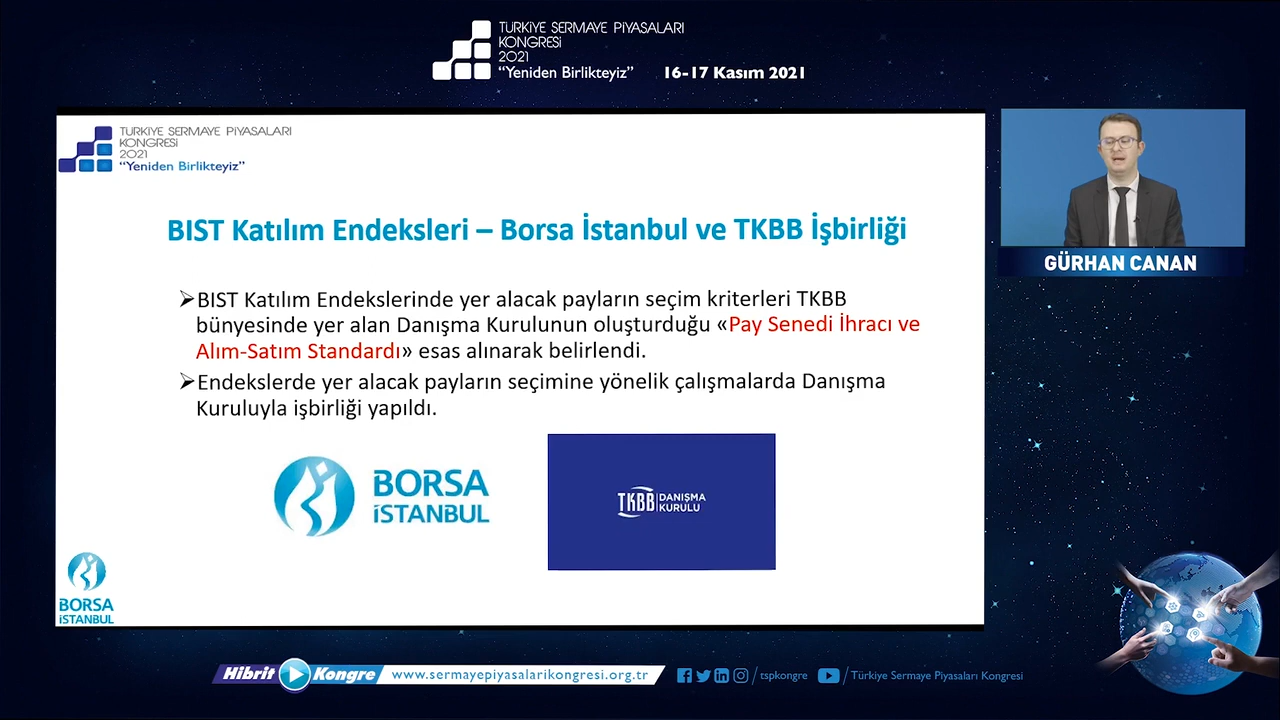 TÜRKİYE SERMAYE PİYASALARI
KONGRESİ
2021
“Yeniden Birlikteyiz”
16-17 Kasım 2021
TÜRKİYE SERMAYE PİYASALARI
KONGRESİ
2021
“Yeniden Birlikteyiz”
BIST Katılım Endeksleri – Borsa İstanbul ve TKBB İşbirliği
GÜRHAN CANAN
➢BIST Katılım Endekslerinde yer alacak payların seçim kriterleri TKBB
bünyesinde yer alan Danışma Kurulunun oluşturduğu «Pay Senedi İhracı ve
Alım-Satım Standardı» esas alınarak belirlendi.
➢Endekslerde yer alacak payların seçimine yönelik çalışmalarda Danışma
Kuruluyla işbirliği yapıldı.
BORSA
İSTANBUL
TKBB DANIŞMA
KURULU
BORSA
İSTANBUL
Hibrit Kongre
www.sermayepiyasalarikongresi.org.tr
/tspkongre
/Türkiye Sermaye Piyasaları Kongresi